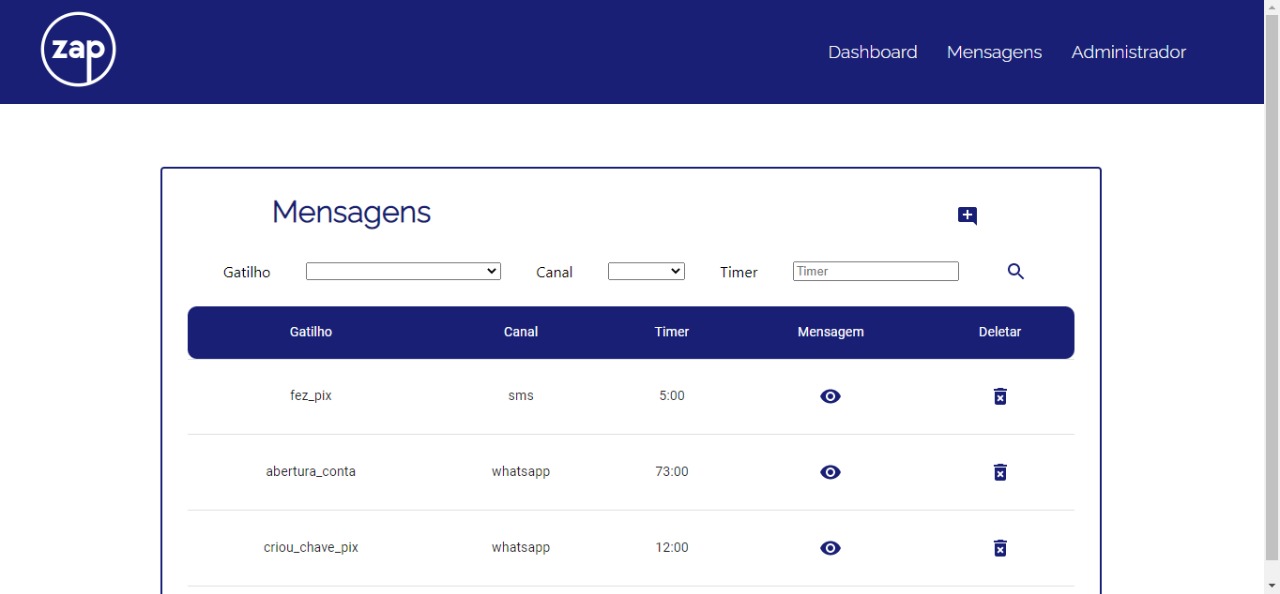 zap
Dashboard Mensagens Administrador
Mensagens
Gatilho Canal Timer Timer
Gatilho Canal Timer Mensagem Deletar
fez_pix sms 5:00
abertura_conta whatsapp 73:00
criou_chave_pix whatsapp 12:00